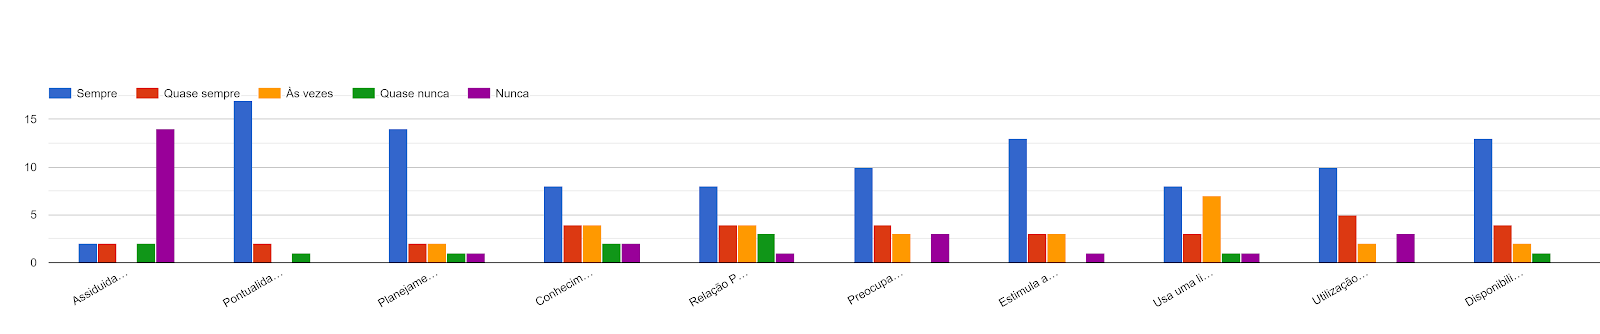 Sempre
Quase sempre
Às vezes
Quase nunca
Nunca
15
10
5
0
Assiduida...
Pontualida...
Planejame...
Conhecim...
Relação P...
Preocupa...
Estimula a...
Usa uma li...
Utilização...
Disponibili...